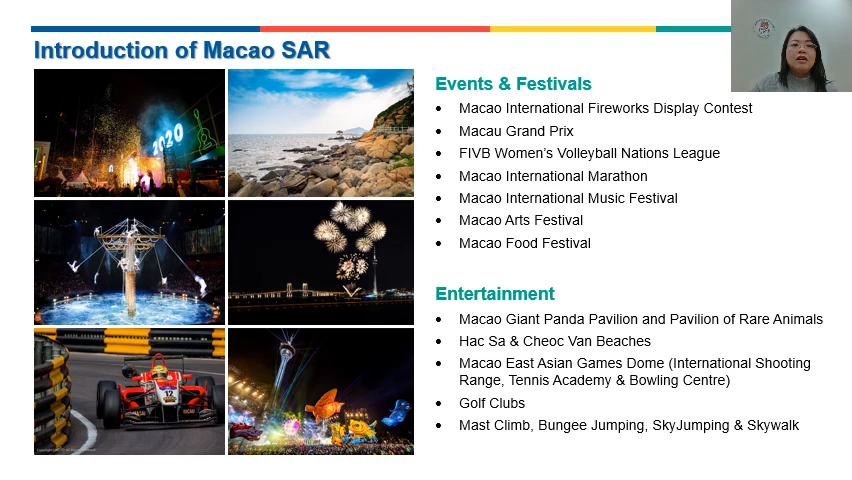 Introduction of Macao SAR
2020
12
MACAU
Events & Festivals
• Macao International Fireworks Display Contest
• Macau Grand Prix
• FIVB Women's Volleyball Nations League
• Macao International Marathon
• Macao International Music Festival
• Macao Arts Festival
• Macao Food Festival
Entertainment
• Macao Giant Panda Pavilion and Pavilion of Rare Animals
• Hac Sa & Cheoc Van Beaches
• Macao East Asian Games Dome (International Shooting
Range, Tennis Academy & Bowling Centre)
• Golf Clubs
• Mast Climb, Bungee Jumping, SkyJumping & Skywalk